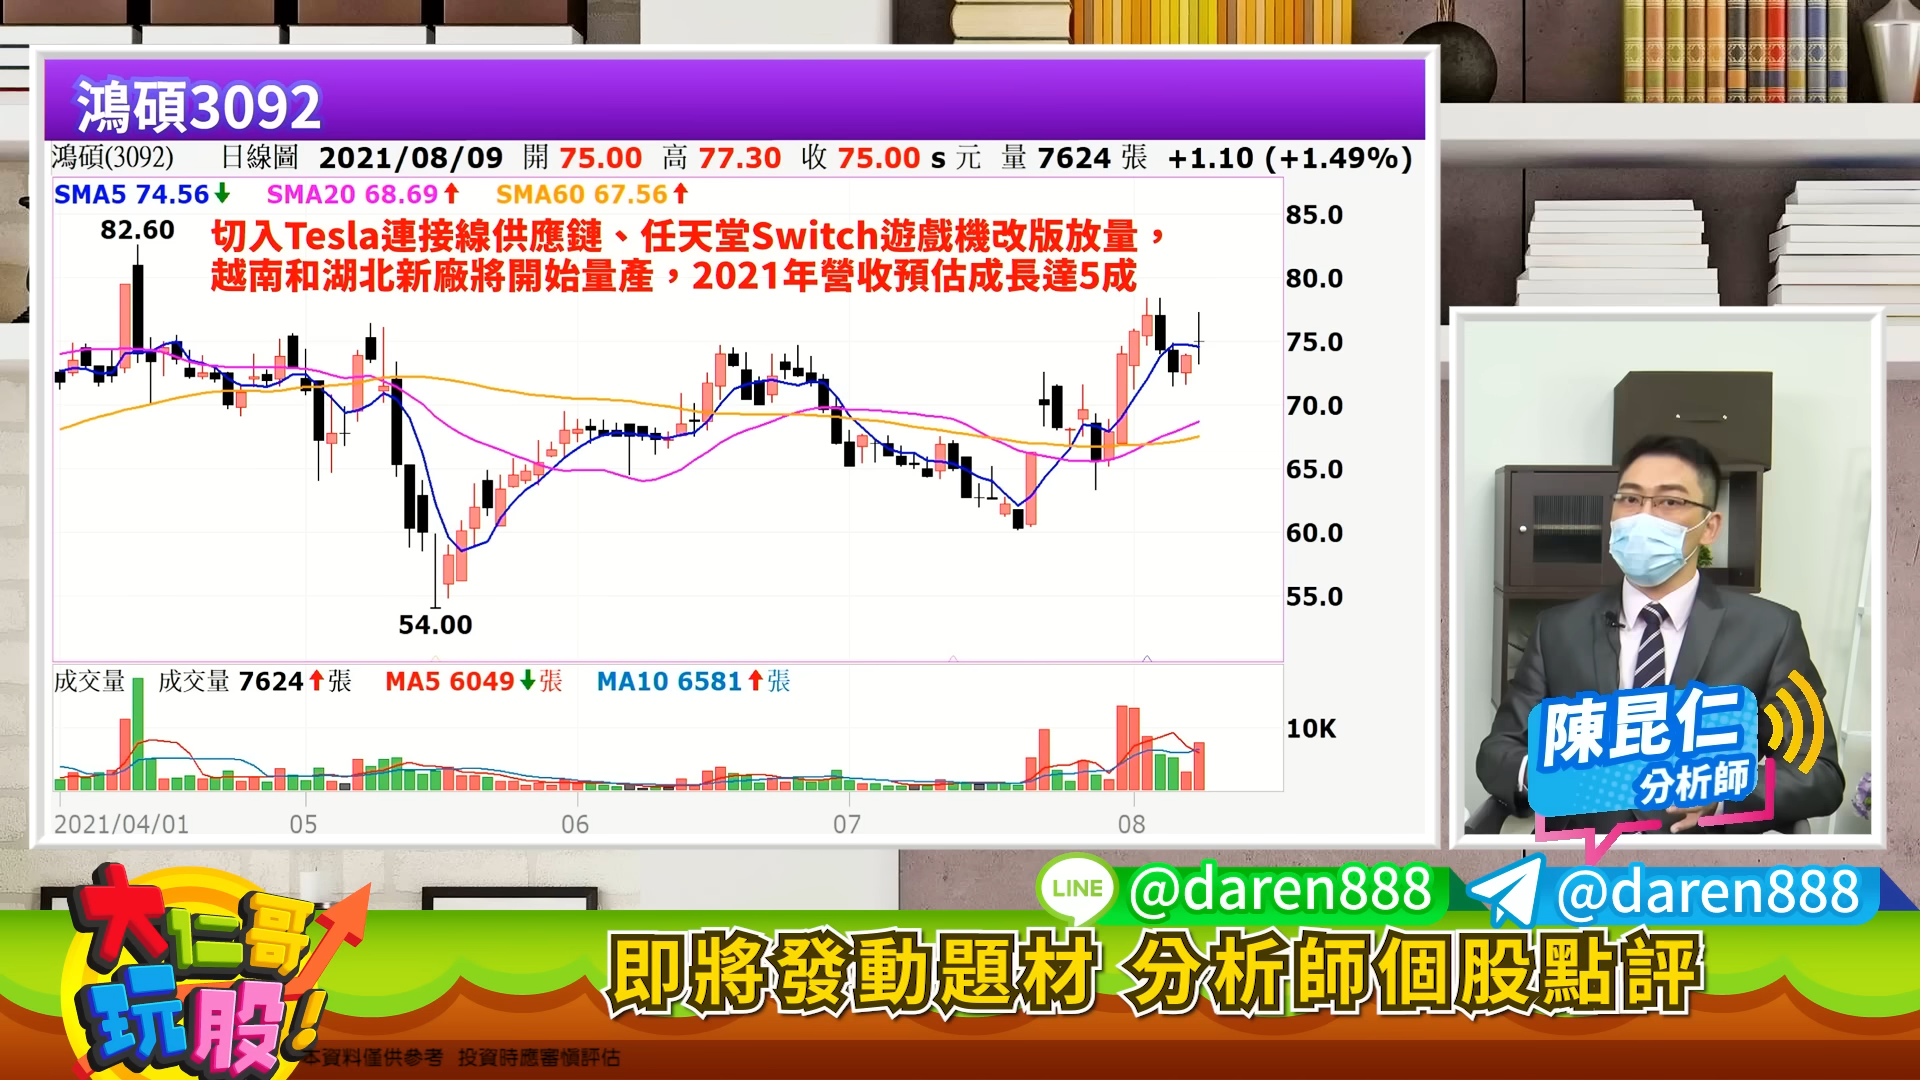 鴻碩3092
鴻碩(3092) 日線圖 2021/08/09 開 75.00 高 77.30 收 75.00 s 元 量 7624 張 +1.10 (+1.49%)
SMA5 74.56↓ SMA20 68.69↑ SMA60 67.56↑
切入Tesla連接線供應鏈、任天堂Switch遊戲機改版放量，
越南和湖北新廠將開始量產，2021年營收預估成長達5成
82.60
54.00
85.0
80.0
75.0
70.0
65.0
60.0
55.0
成交量 成交量 7624↑張 MA5 6049↓張 MA10 6581↑張
10K
2021/04/01 05 06 07 08
陳昆仁
分析師
LINE @daren888 @daren888
大仁哥
玩股!
即將發動題材 分析師個股點評
本資料僅供參考 投資時應審慎評估